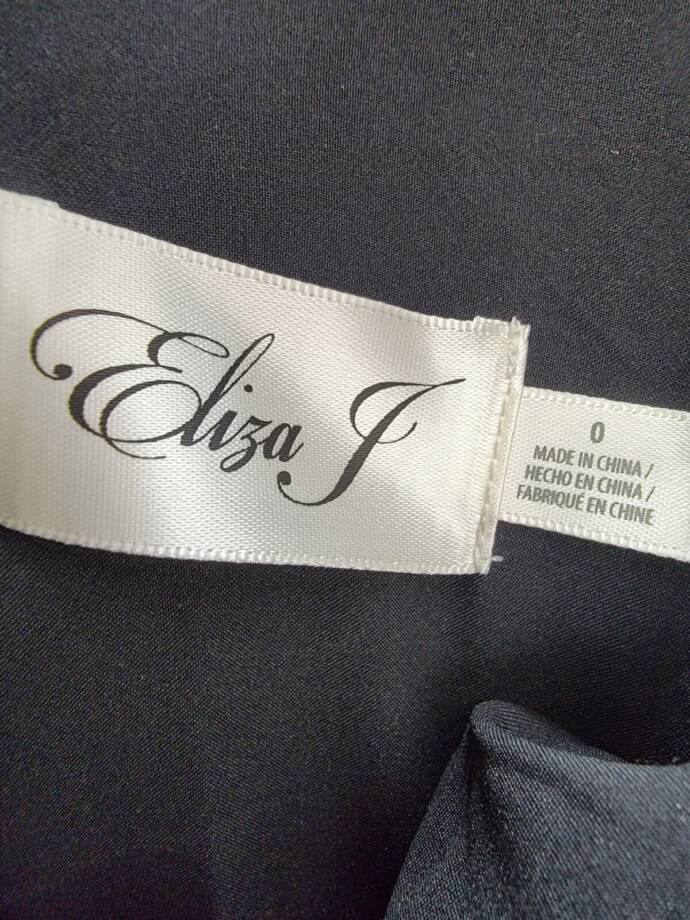 Eliza J
0
MADE IN CHINA /
HECHO EN CHINA /
FABRIQUÉ EN CHINE